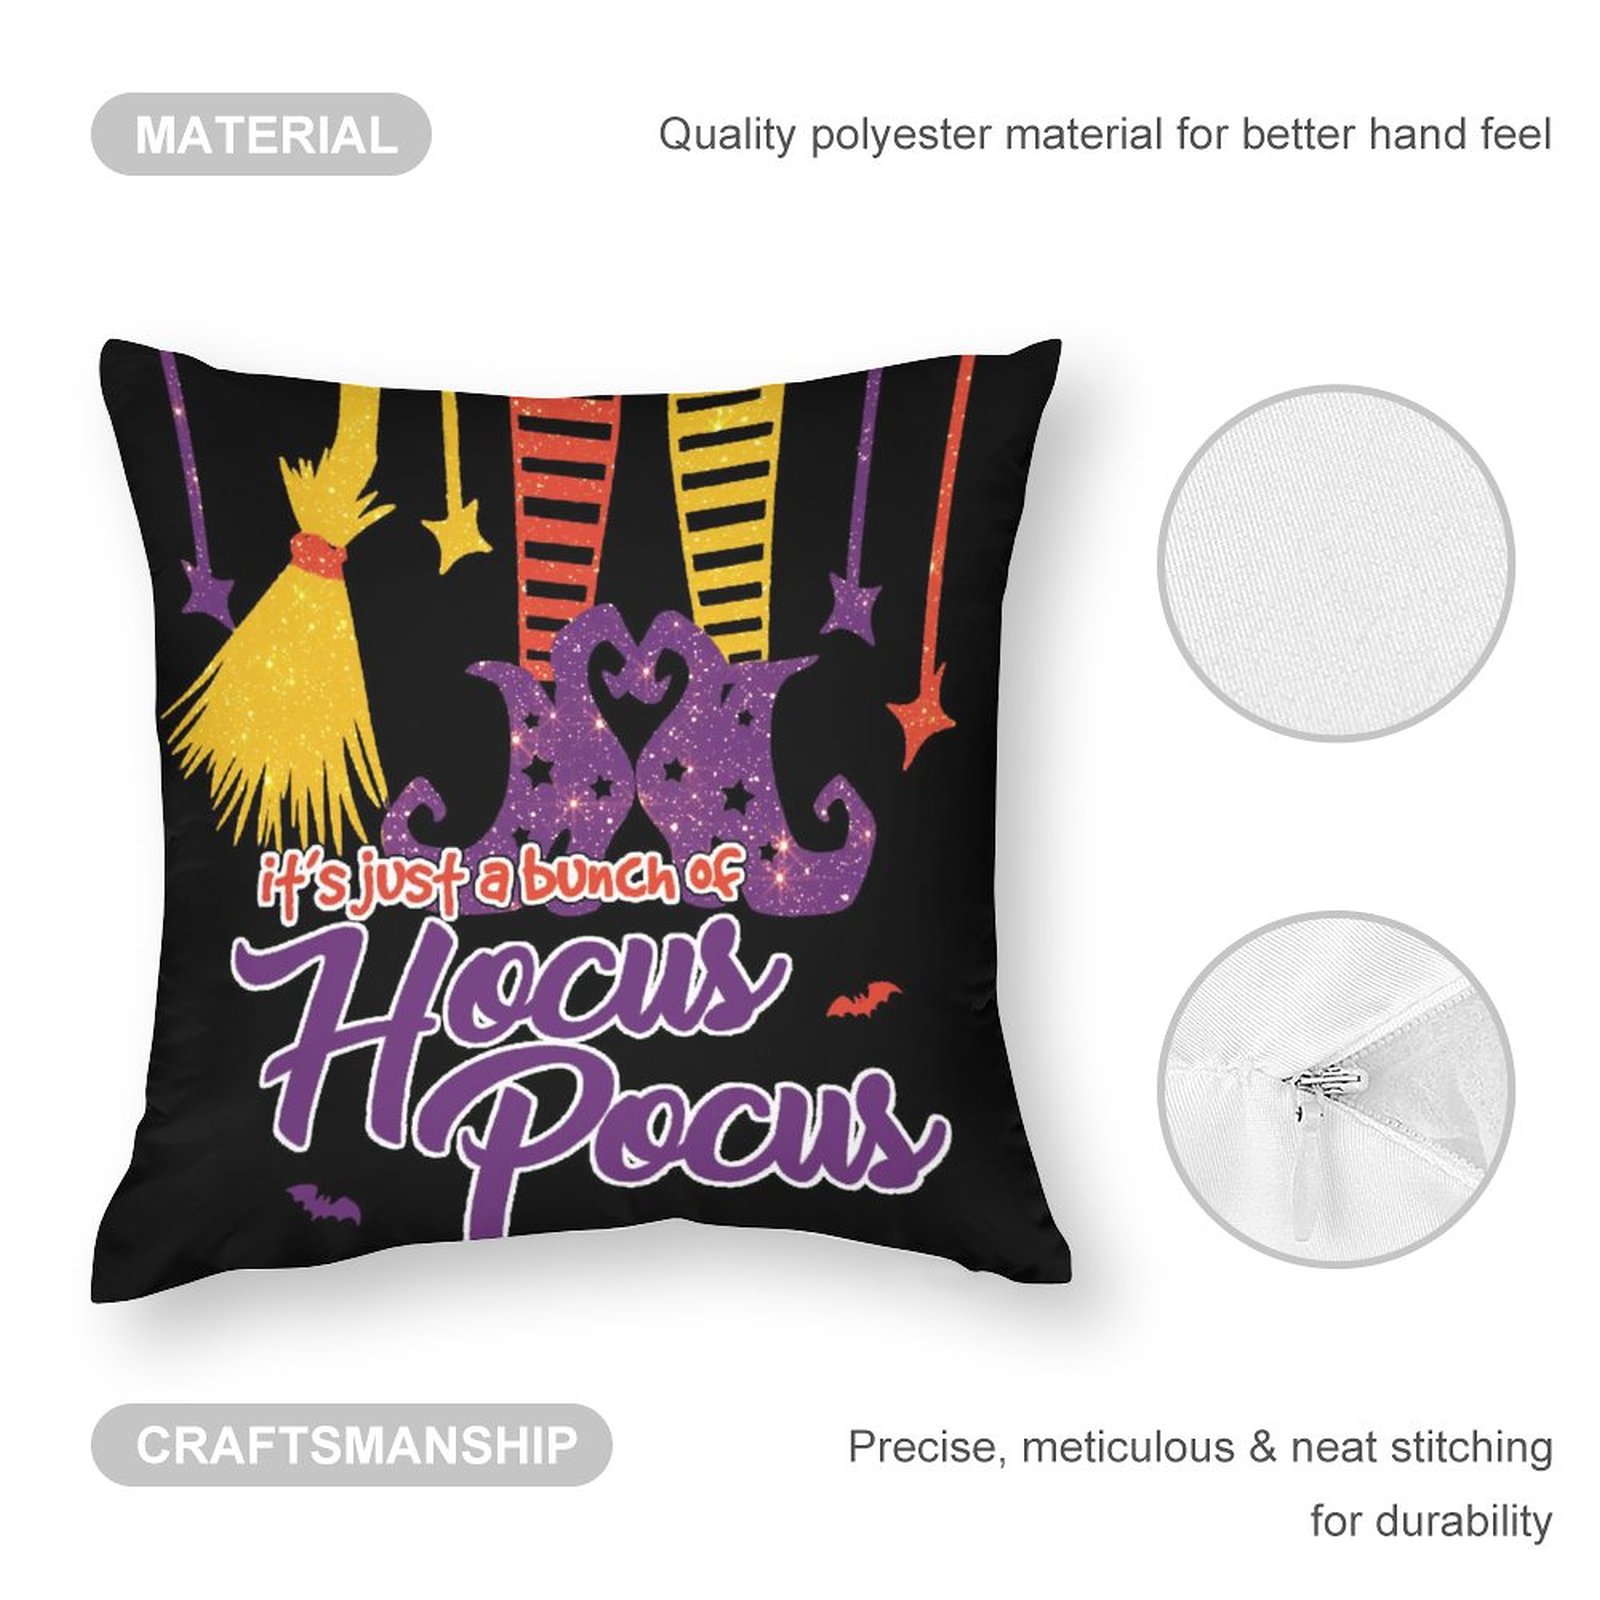 MATERIAL
Quality polyester material for better hand feel
it's just a bunch of
Hocus
Pocus
CRAFTSMANSHIP
Precise, meticulous & neat stitching
for durability